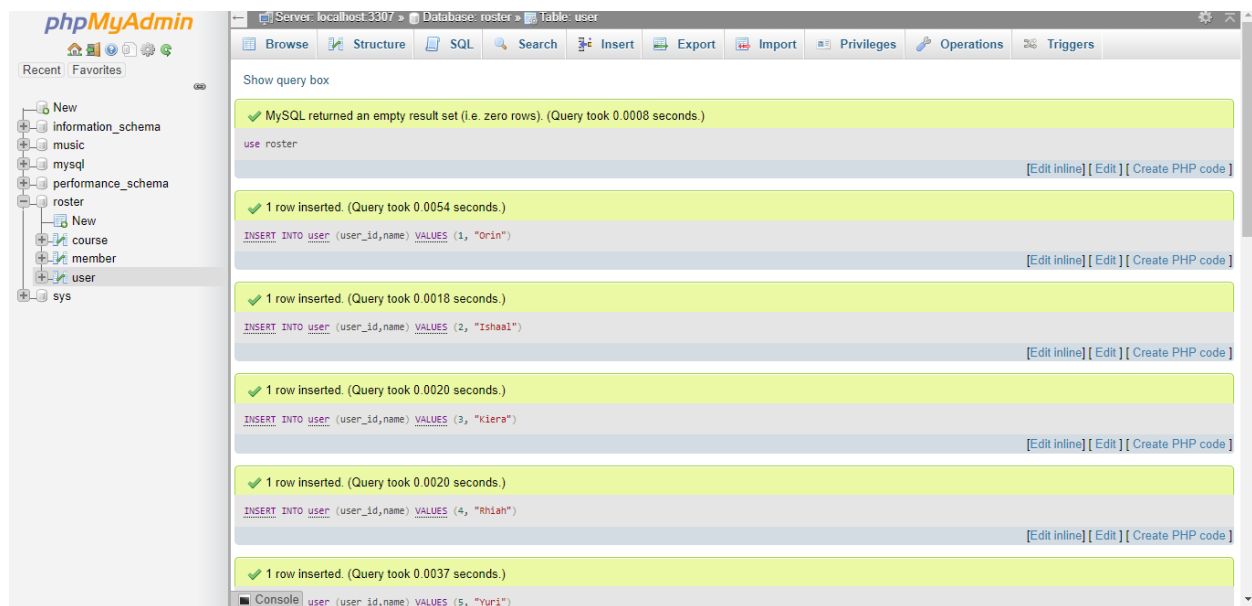 phpMyAdmin
Recent Favorites
New
information_schema
music
mysql
performance_schema
roster
New
course
member
user
sys
Server: localhost:3307 » Database: roster » Table: user
Browse Structure SQL Search Insert Export Import Privileges Operations Triggers
Show query box
MySQL returned an empty result set (i.e. zero rows). (Query took 0.0008 seconds.)
use roster
[Edit inline] [ Edit ] [ Create PHP code ]
1 row inserted. (Query took 0.0054 seconds.)
INSERT INTO user (user_id,name) VALUES (1, "Orin")
[Edit inline] [ Edit ] [ Create PHP code ]
1 row inserted. (Query took 0.0018 seconds.)
INSERT INTO user (user_id,name) VALUES (2, "Ishaal")
[Edit inline] [ Edit ] [ Create PHP code ]
1 row inserted. (Query took 0.0020 seconds.)
INSERT INTO user (user_id,name) VALUES (3, "Kiera")
[Edit inline] [ Edit ] [ Create PHP code ]
1 row inserted. (Query took 0.0020 seconds.)
INSERT INTO user (user_id,name) VALUES (4, "Rhiah")
[Edit inline] [ Edit ] [ Create PHP code ]
1 row inserted. (Query took 0.0037 seconds.)
Console user (user_id,name) VALUES (5, "Yuri")